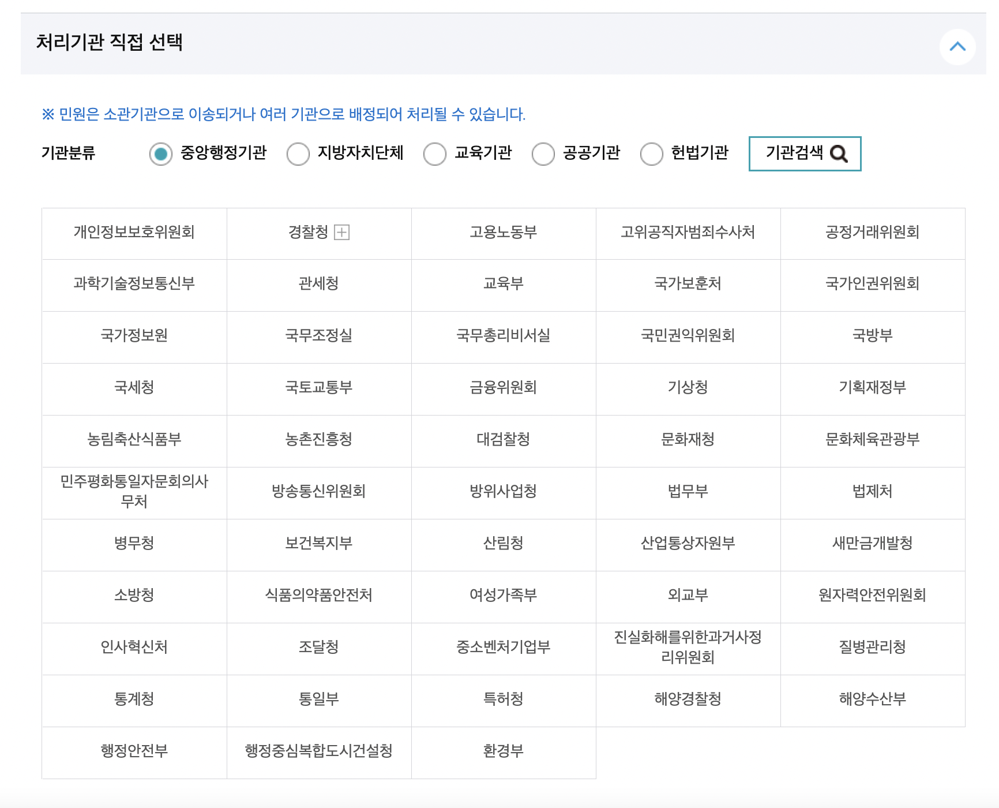 처리기관 직접 선택
※ 민원은 소관기관으로 이송되거나 여러 기관으로 배정되어 처리될 수 있습니다.
기관분류 중앙행정기관 지방자치단체 교육기관 공공기관 헌법기관 기관검색
개인정보보호위원회 경찰청 고용노동부 고위공직자범죄수사처 공정거래위원회
과학기술정보통신부 관세청 교육부 국가보훈처 국가인권위원회
국가정보원 국무조정실 국무총리비서실 국민권익위원회 국방부
국세청 국토교통부 금융위원회 기상청 기획재정부
농림축산식품부 농촌진흥청 대검찰청 문화재청 문화체육관광부
민주평화통일자문회의사
무처 방송통신위원회 방위사업청 법무부 법제처
병무청 보건복지부 산림청 산업통상자원부 새만금개발청
소방청 식품의약품안전처 여성가족부 외교부 원자력안전위원회
인사혁신처 조달청 중소벤처기업부 진실화해를위한과거사정
리위원회 질병관리청
통계청 통일부 특허청 해양경찰청 해양수산부
행정안전부 행정중심복합도시건설청 환경부